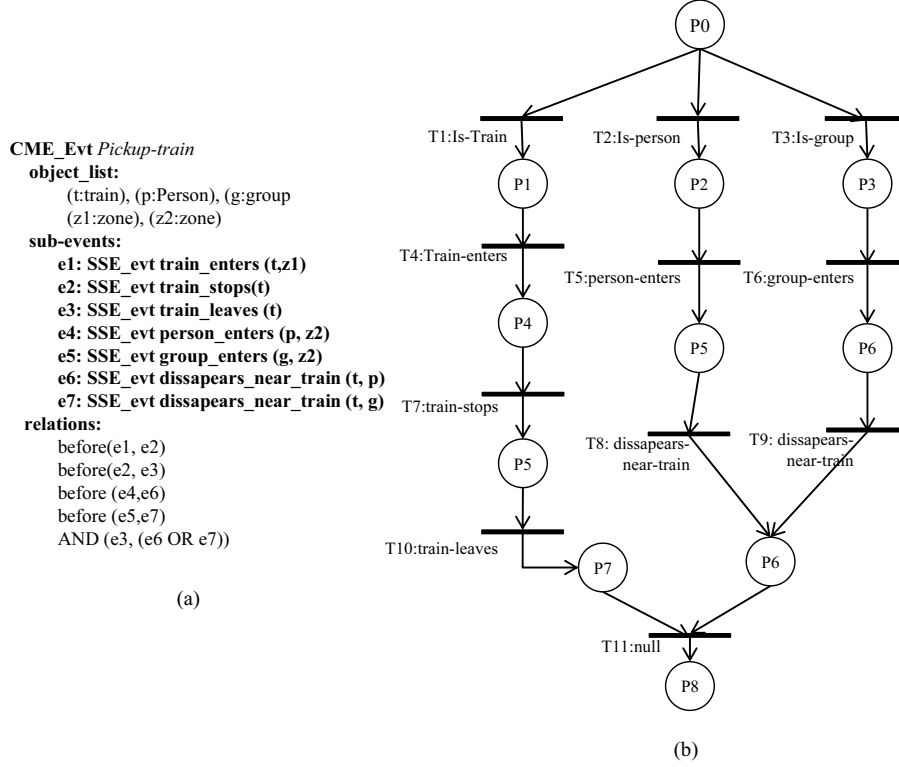 CME_Evt Pickup-train
object_list:
(t:train), (p:Person), (g:group
(z1:zone), (z2:zone)
sub-events:
e1: SSE_evt train_enters (t,z1)
e2: SSE_evt train_stops(t)
e3: SSE_evt train_leaves (t)
e4: SSE_evt person_enters (p, z2)
e5: SSE_evt group_enters (g, z2)
e6: SSE_evt dissapears_near_train (t, p)
e7: SSE_evt dissapears_near_train (t, g)
relations:
before(e1, e2)
before(e2, e3)
before (e4,e6)
before (e5,e7)
AND (e3, (e6 OR e7))
(a)
P0
T1:Is-Train
T2:Is-person
T3:Is-group
P1
P2
P3
T4:Train-enters
T5:person-enters
T6:group-enters
P4
P5
P6
T7:train-stops
T8: dissapears-
near-train
T9: dissapears-
near-train
P5
T10:train-leaves
P7
P6
T11:null
P8
(b)